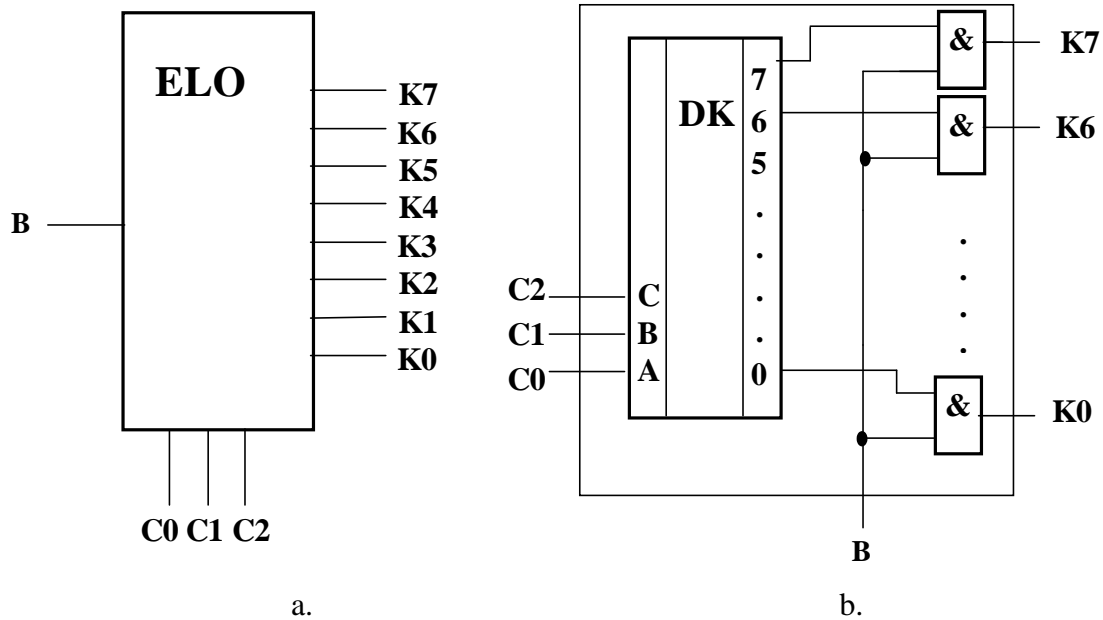 ELO
K7
K6
K5
K4
K3
K2
K1
K0
B
C0 C1 C2
a.
DK
7
6
5
.
.
.
.
0
C
B
A
C2
C1
C0
&
&
.
.
.
.
&
K7
K6
K0
B
b.